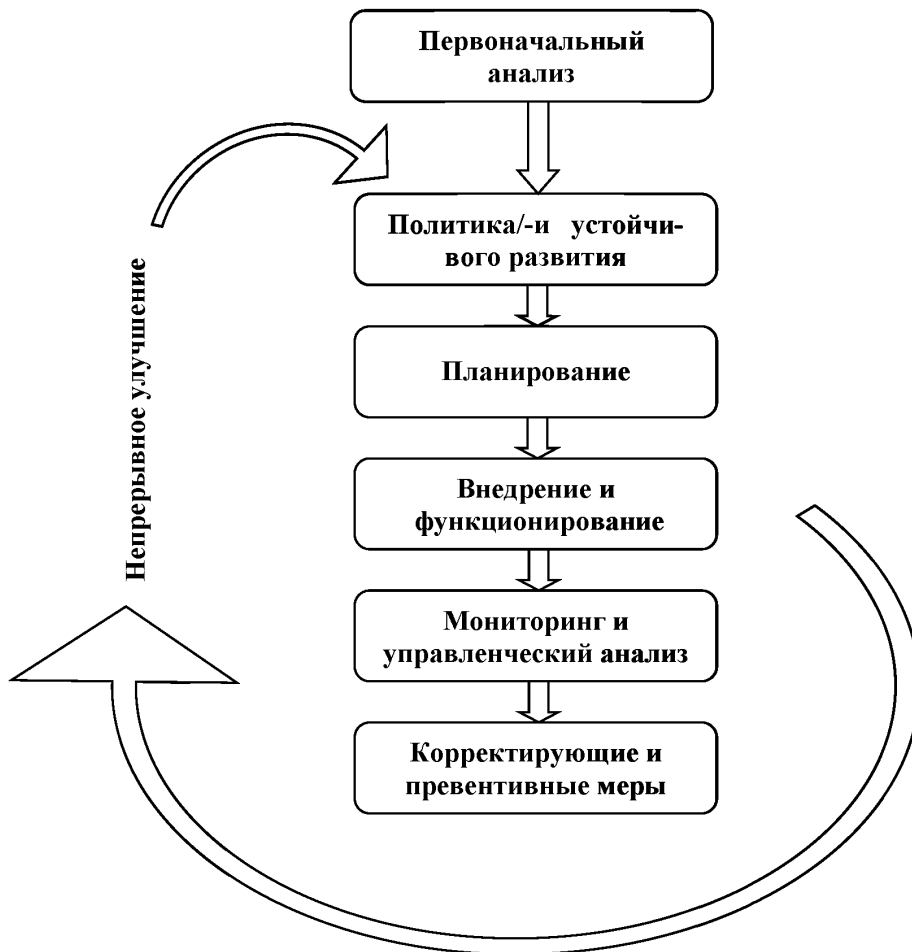 Первоначальный
анализ
Политика/-и устойчи-
вого развития
Планирование
Внедрение и
функционирование
Мониторинг и
управленческий анализ
Корректирующие и
превентивные меры
Непрерывное улучшение